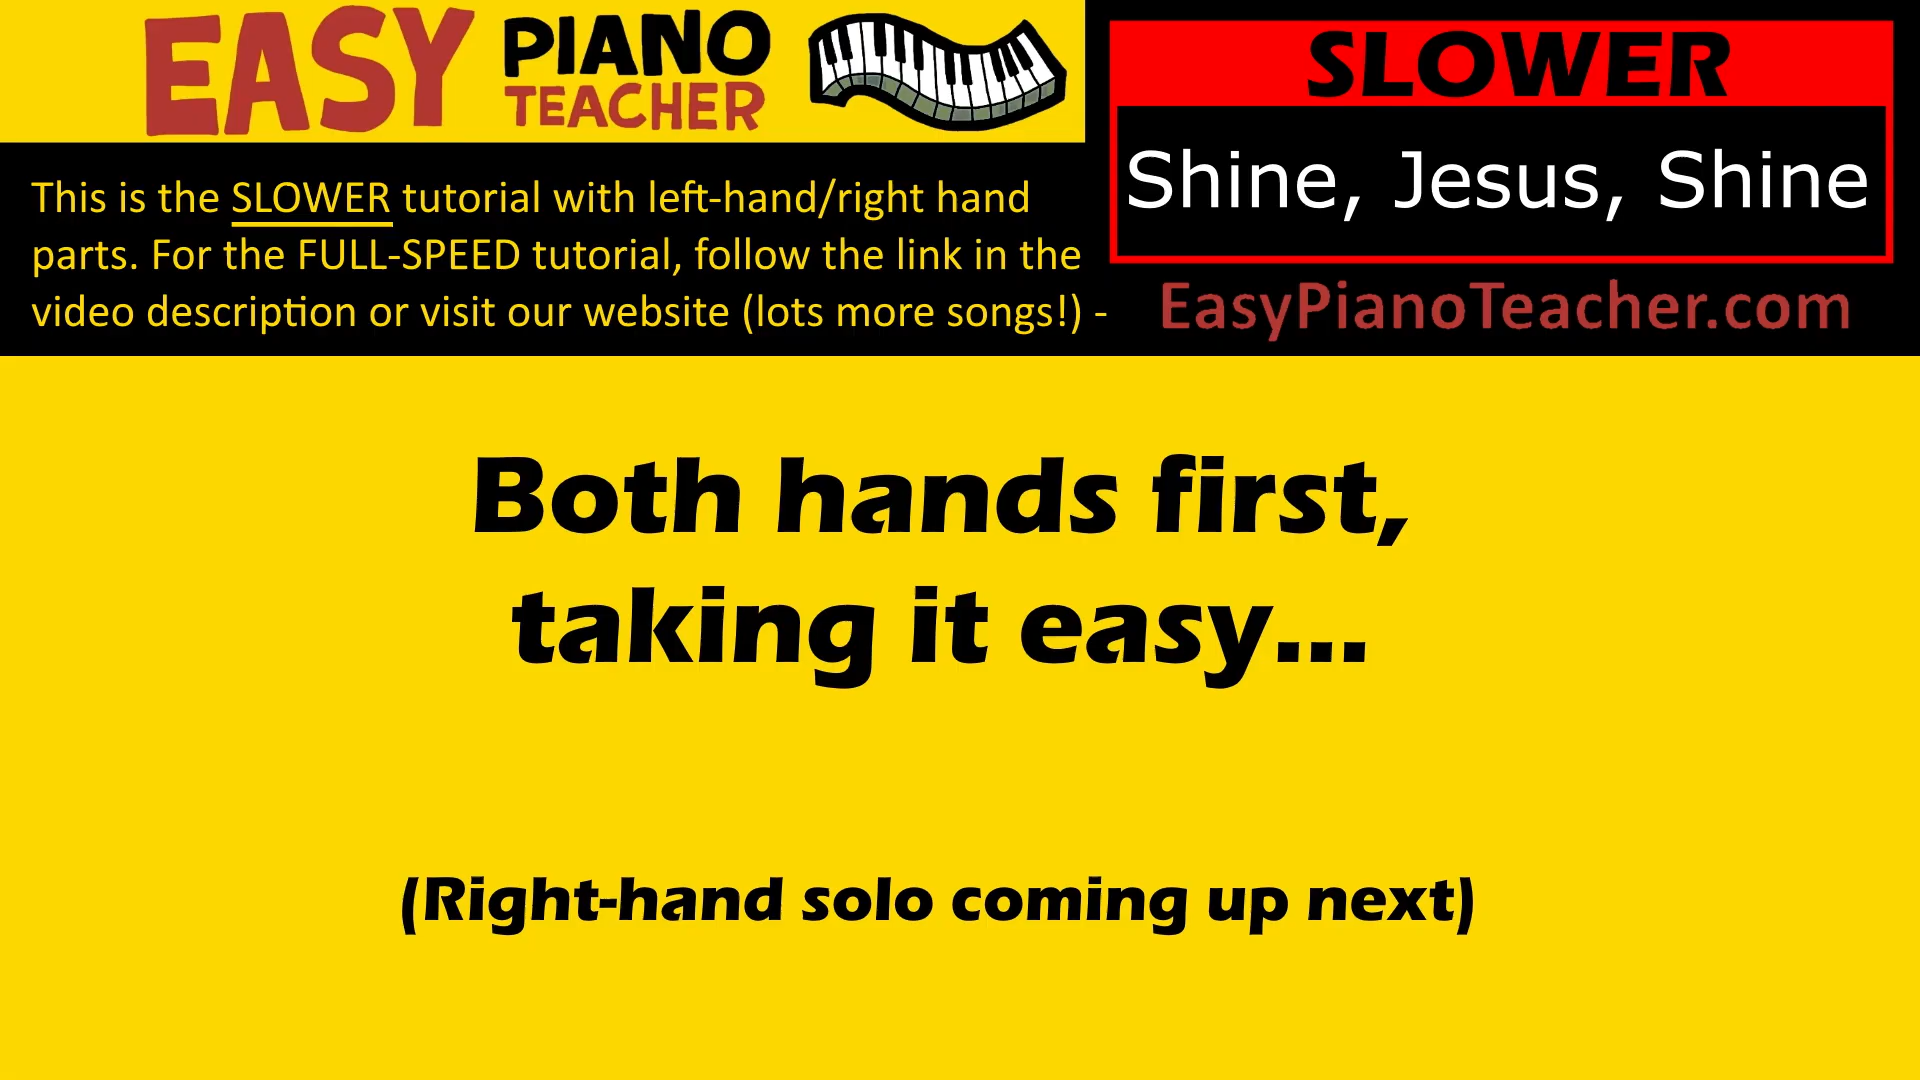 EASY PIANO
TEACHER
SLOWER
Shine, Jesus, Shine
This is the SLOWER tutorial with left-hand/right hand
parts. For the FULL-SPEED tutorial, follow the link in the
video description or visit our website (lots more songs!) -
EasyPianoTeacher.com
Both hands first,
taking it easy...
(Right-hand solo coming up next)